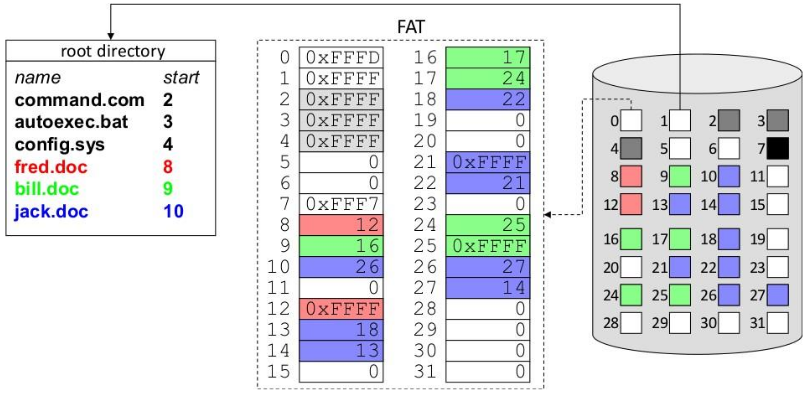 FAT
root directory
name start
command.com 2
autoexec.bat 3
config.sys 4
fred.doc 8
bill.doc 9
jack.doc 10
0 0xFFFD 16 17
1 0xFFFF 17 24
2 0xFFFF 18 22
3 0xFFFF 19 0
4 0xFFFF 20 0
5 0 21 0xFFFF
6 0 22 21
7 0xFFF7 23 0
8 12 24 25
9 16 25 0xFFFF
10 26 26 27
11 0 27 14
12 0xFFFF 28 0
13 18 29 0
14 13 30 0
15 0 31 0
0 1 2 3
4 5 6 7
8 9 10 11
12 13 14 15
16 17 18 19
20 21 22 23
24 25 26 27
28 29 30 31